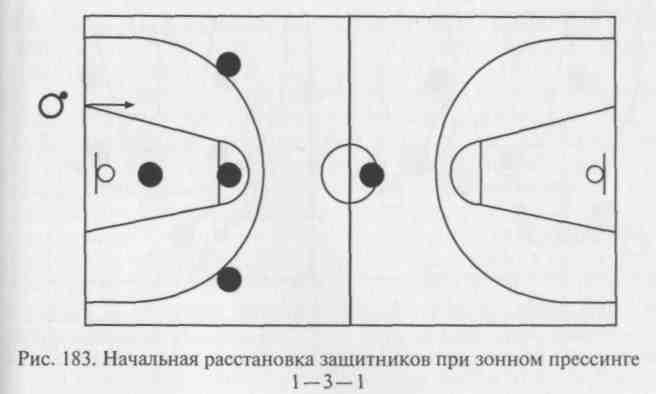 Рис. 183. Начальная расстановка защитников при зонном прессинге
1—3—1